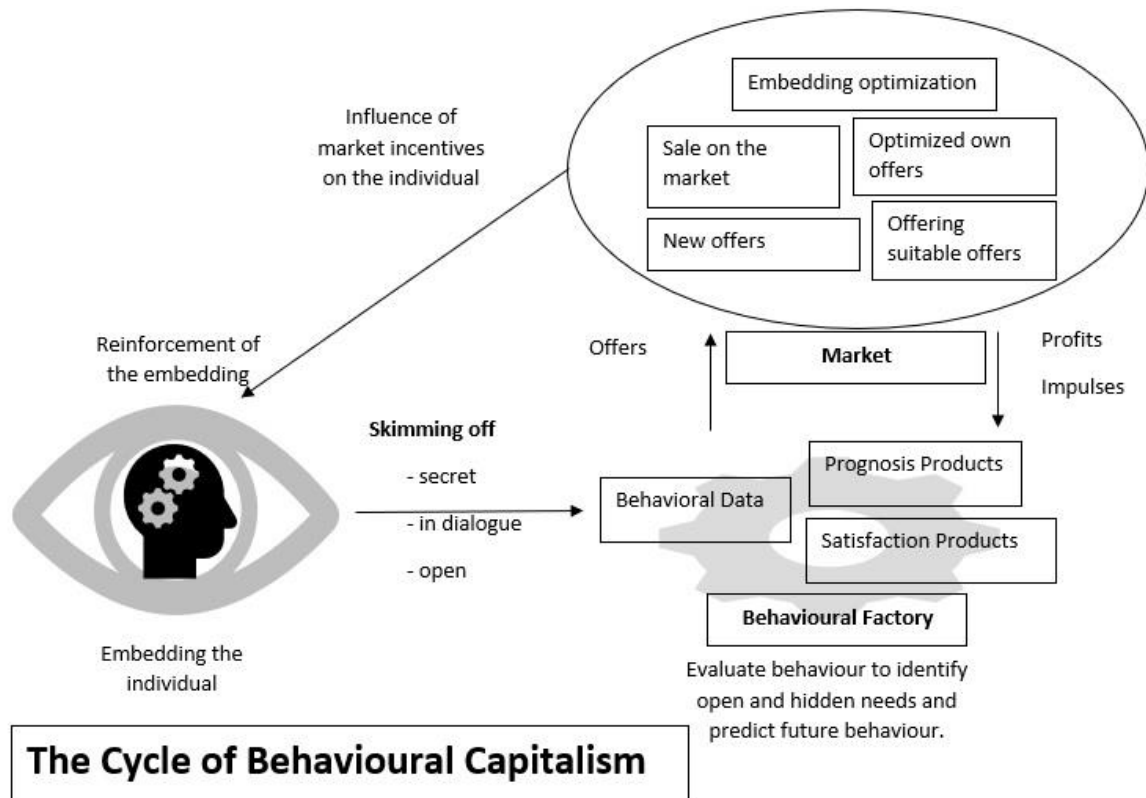 Embedding optimization
Influence of
market incentives
on the individual
Sale on the
market
Optimized own
offers
New offers
Offering
suitable offers
Reinforcement of
the embedding
Offers
Market
Profits
Impulses
Skimming off
- secret
- in dialogue
- open
Behavioral Data
Prognosis Products
Satisfaction Products
Behavioural Factory
Embedding the
individual
Evaluate behaviour to identify
open and hidden needs and
predict future behaviour.
The Cycle of Behavioural Capitalism